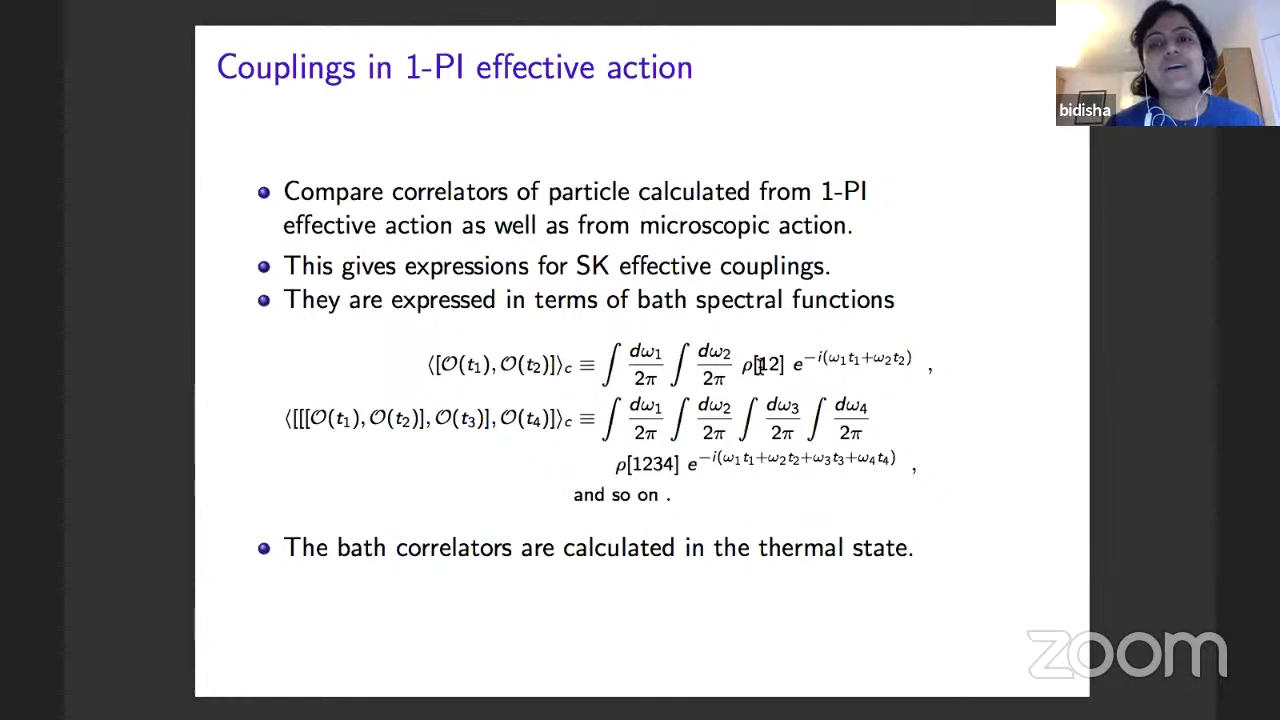 Couplings in 1-PI effective action
bidisha
Compare correlators of particle calculated from 1-PI
effective action as well as from microscopic action.
This gives expressions for SK effective couplings.
They are expressed in terms of bath spectral functions
⟨[𝒪(t₁), 𝒪(t₂)]⟩_c ≡ ∫ dω₁/2π ∫ dω₂/2π ρ[12] e^{−i(ω₁t₁+ω₂t₂)} ,
⟨[[[𝒪(t₁), 𝒪(t₂)], 𝒪(t₃)], 𝒪(t₄)]⟩_c ≡ ∫ dω₁/2π ∫ dω₂/2π ∫ dω₃/2π ∫ dω₄/2π
ρ[1234] e^{−i(ω₁t₁+ω₂t₂+ω₃t₃+ω₄t₄)} ,
and so on .
The bath correlators are calculated in the thermal state.
zoom